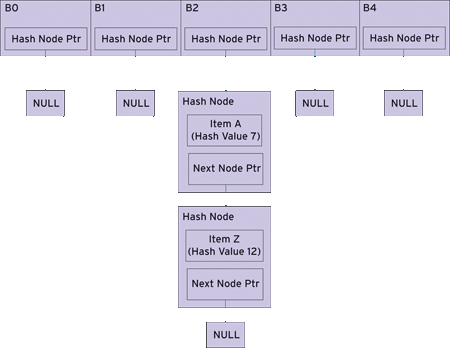 B0 B1 B2 B3 B4
Hash Node Ptr Hash Node Ptr Hash Node Ptr Hash Node Ptr Hash Node Ptr
NULL NULL NULL NULL
Hash Node
Item A
(Hash Value 7)
Next Node Ptr
Hash Node
Item Z
(Hash Value 12)
Next Node Ptr
NULL